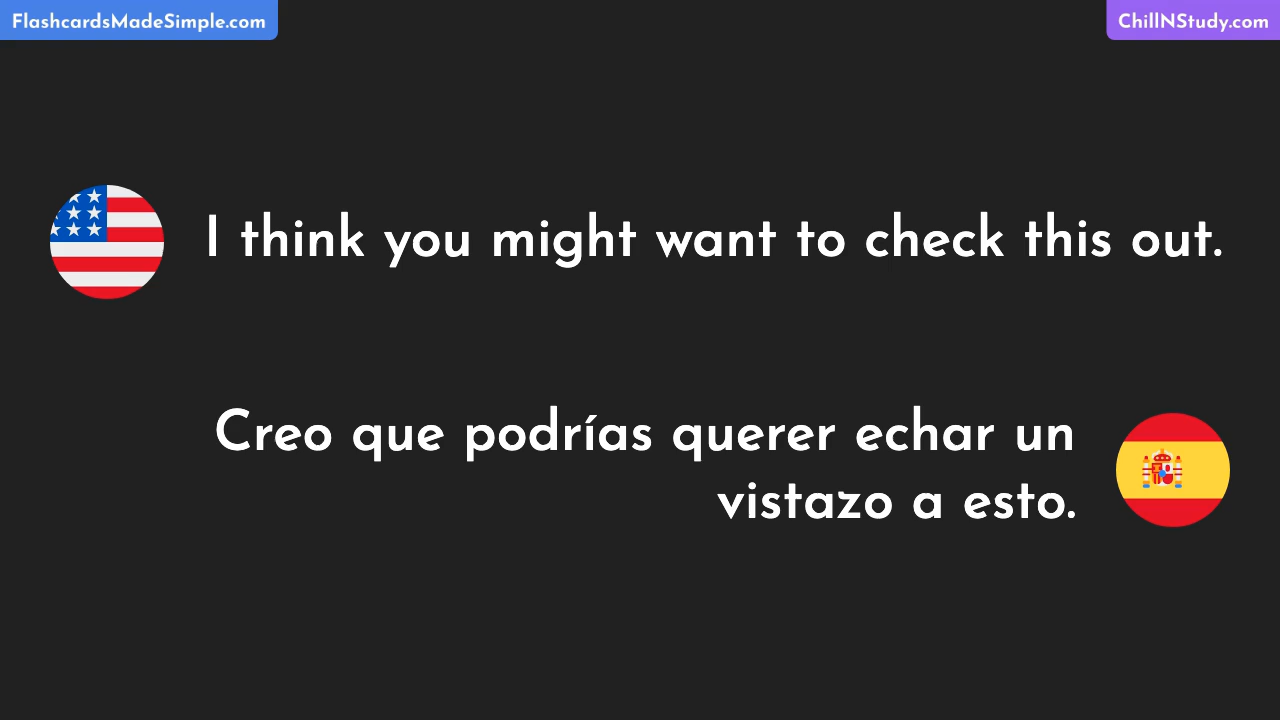 FlashcardsMadeSimple.com
ChillNStudy.com
I think you might want to check this out.
Creo que podrías querer echar un
vistazo a esto.